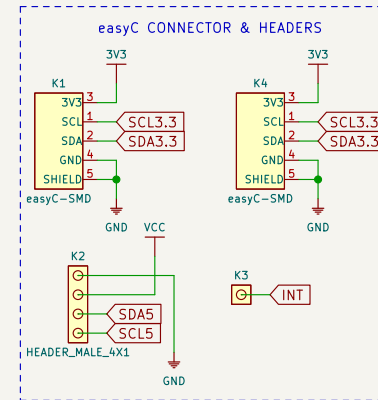 easyC CONNECTOR & HEADERS
3V3
3V3
K1
K4
3V3 3
SCL 1 SCL3.3
SDA 2 SDA3.3
GND 4
SHIELD 5
easyC-SMD
GND
3V3 3
SCL 1 SCL3.3
SDA 2 SDA3.3
GND 4
SHIELD 5
easyC-SMD
GND
K2
VCC
SDA5
SCL5
HEADER_MALE_4X1
GND
K3
INT